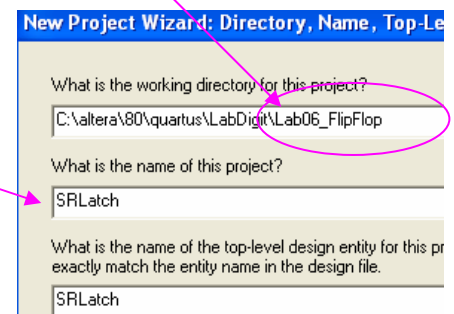 New Project Wizard: Directory, Name, Top-Le
What is the working directory for this project?
C:\altera\80\quartus\LabDigit\Lab06_FlipFlop
What is the name of this project?
SRLatch
What is the name of the top-level design entity for this pr
exactly match the entity name in the design file.
SRLatch